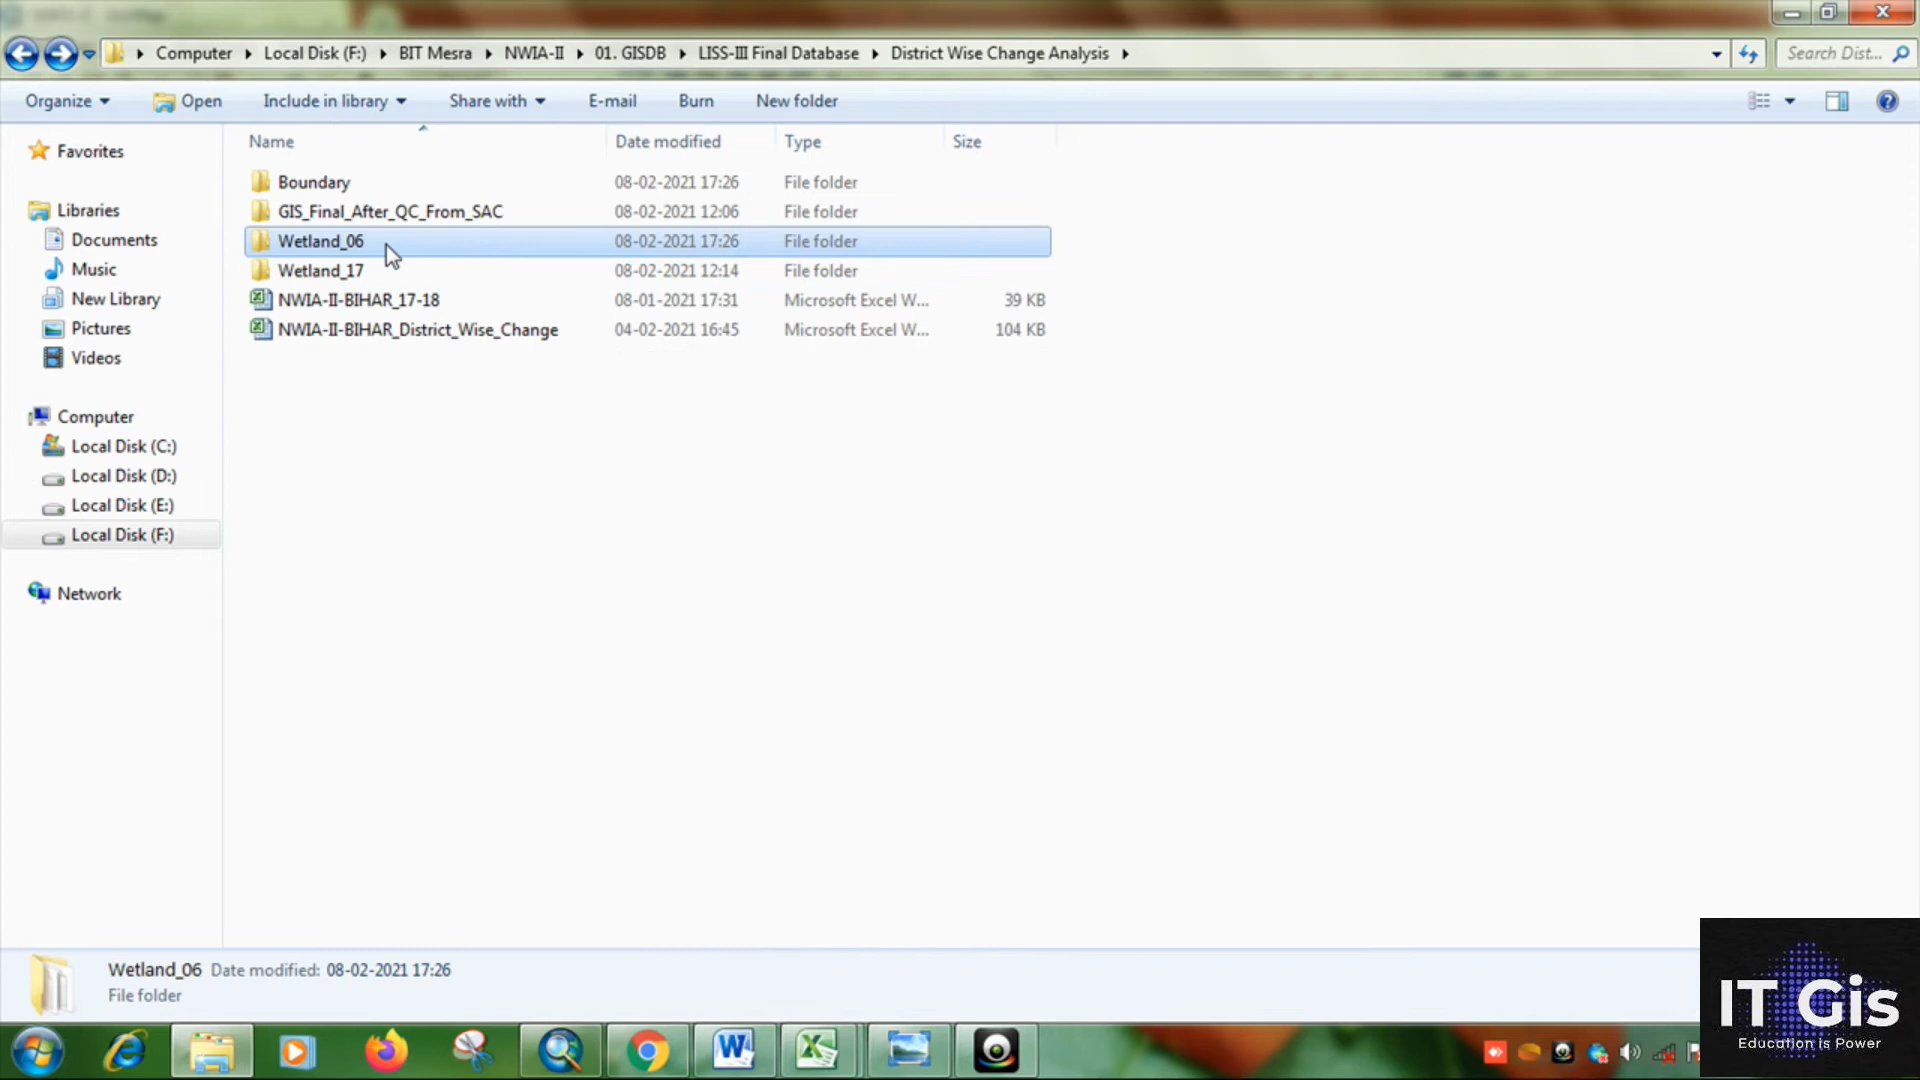 Computer Local Disk (F:) BIT Mesra NWIA-II 01. GISDB LISS-III Final Database District Wise Change Analysis
Search Dist...
Organize Open Include in library Share with E-mail Burn New folder
Name Date modified Type Size
Favorites
Libraries
Documents
Music
New Library
Pictures
Videos
Computer
Local Disk (C:)
Local Disk (D:)
Local Disk (E:)
Local Disk (F:)
Network
Boundary 08-02-2021 17:26 File folder
GIS_Final_After_QC_From_SAC 08-02-2021 12:06 File folder
Wetland_06 08-02-2021 17:26 File folder
Wetland_17 08-02-2021 12:14 File folder
NWIA-II-BIHAR_17-18 08-01-2021 17:31 Microsoft Excel W... 39 KB
NWIA-II-BIHAR_District_Wise_Change 04-02-2021 16:45 Microsoft Excel W... 104 KB
Wetland_06 Date modified: 08-02-2021 17:26
File folder
IT Gis
Education is Power